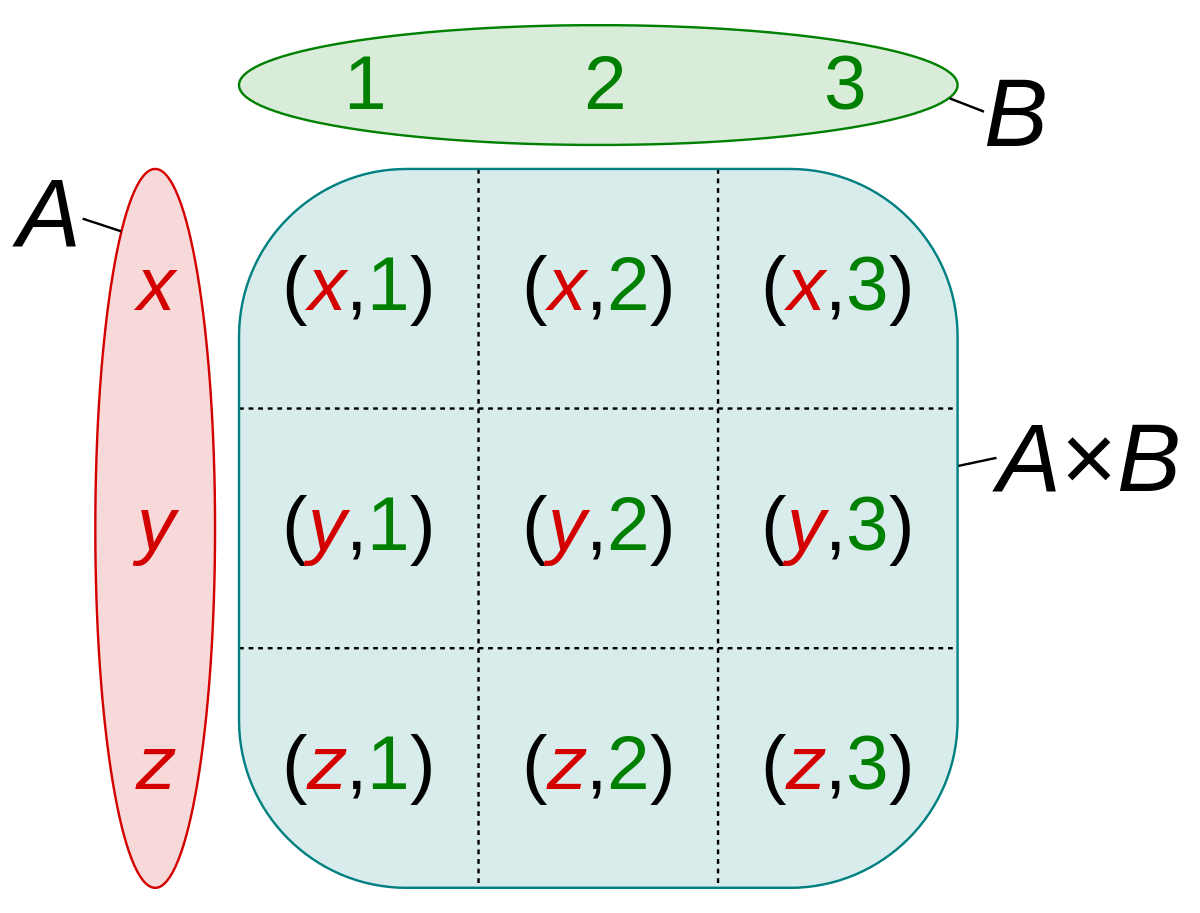 1 2 3
B
A
x
(x,1) (x,2) (x,3)
A×B
y
(y,1) (y,2) (y,3)
z
(z,1) (z,2) (z,3)